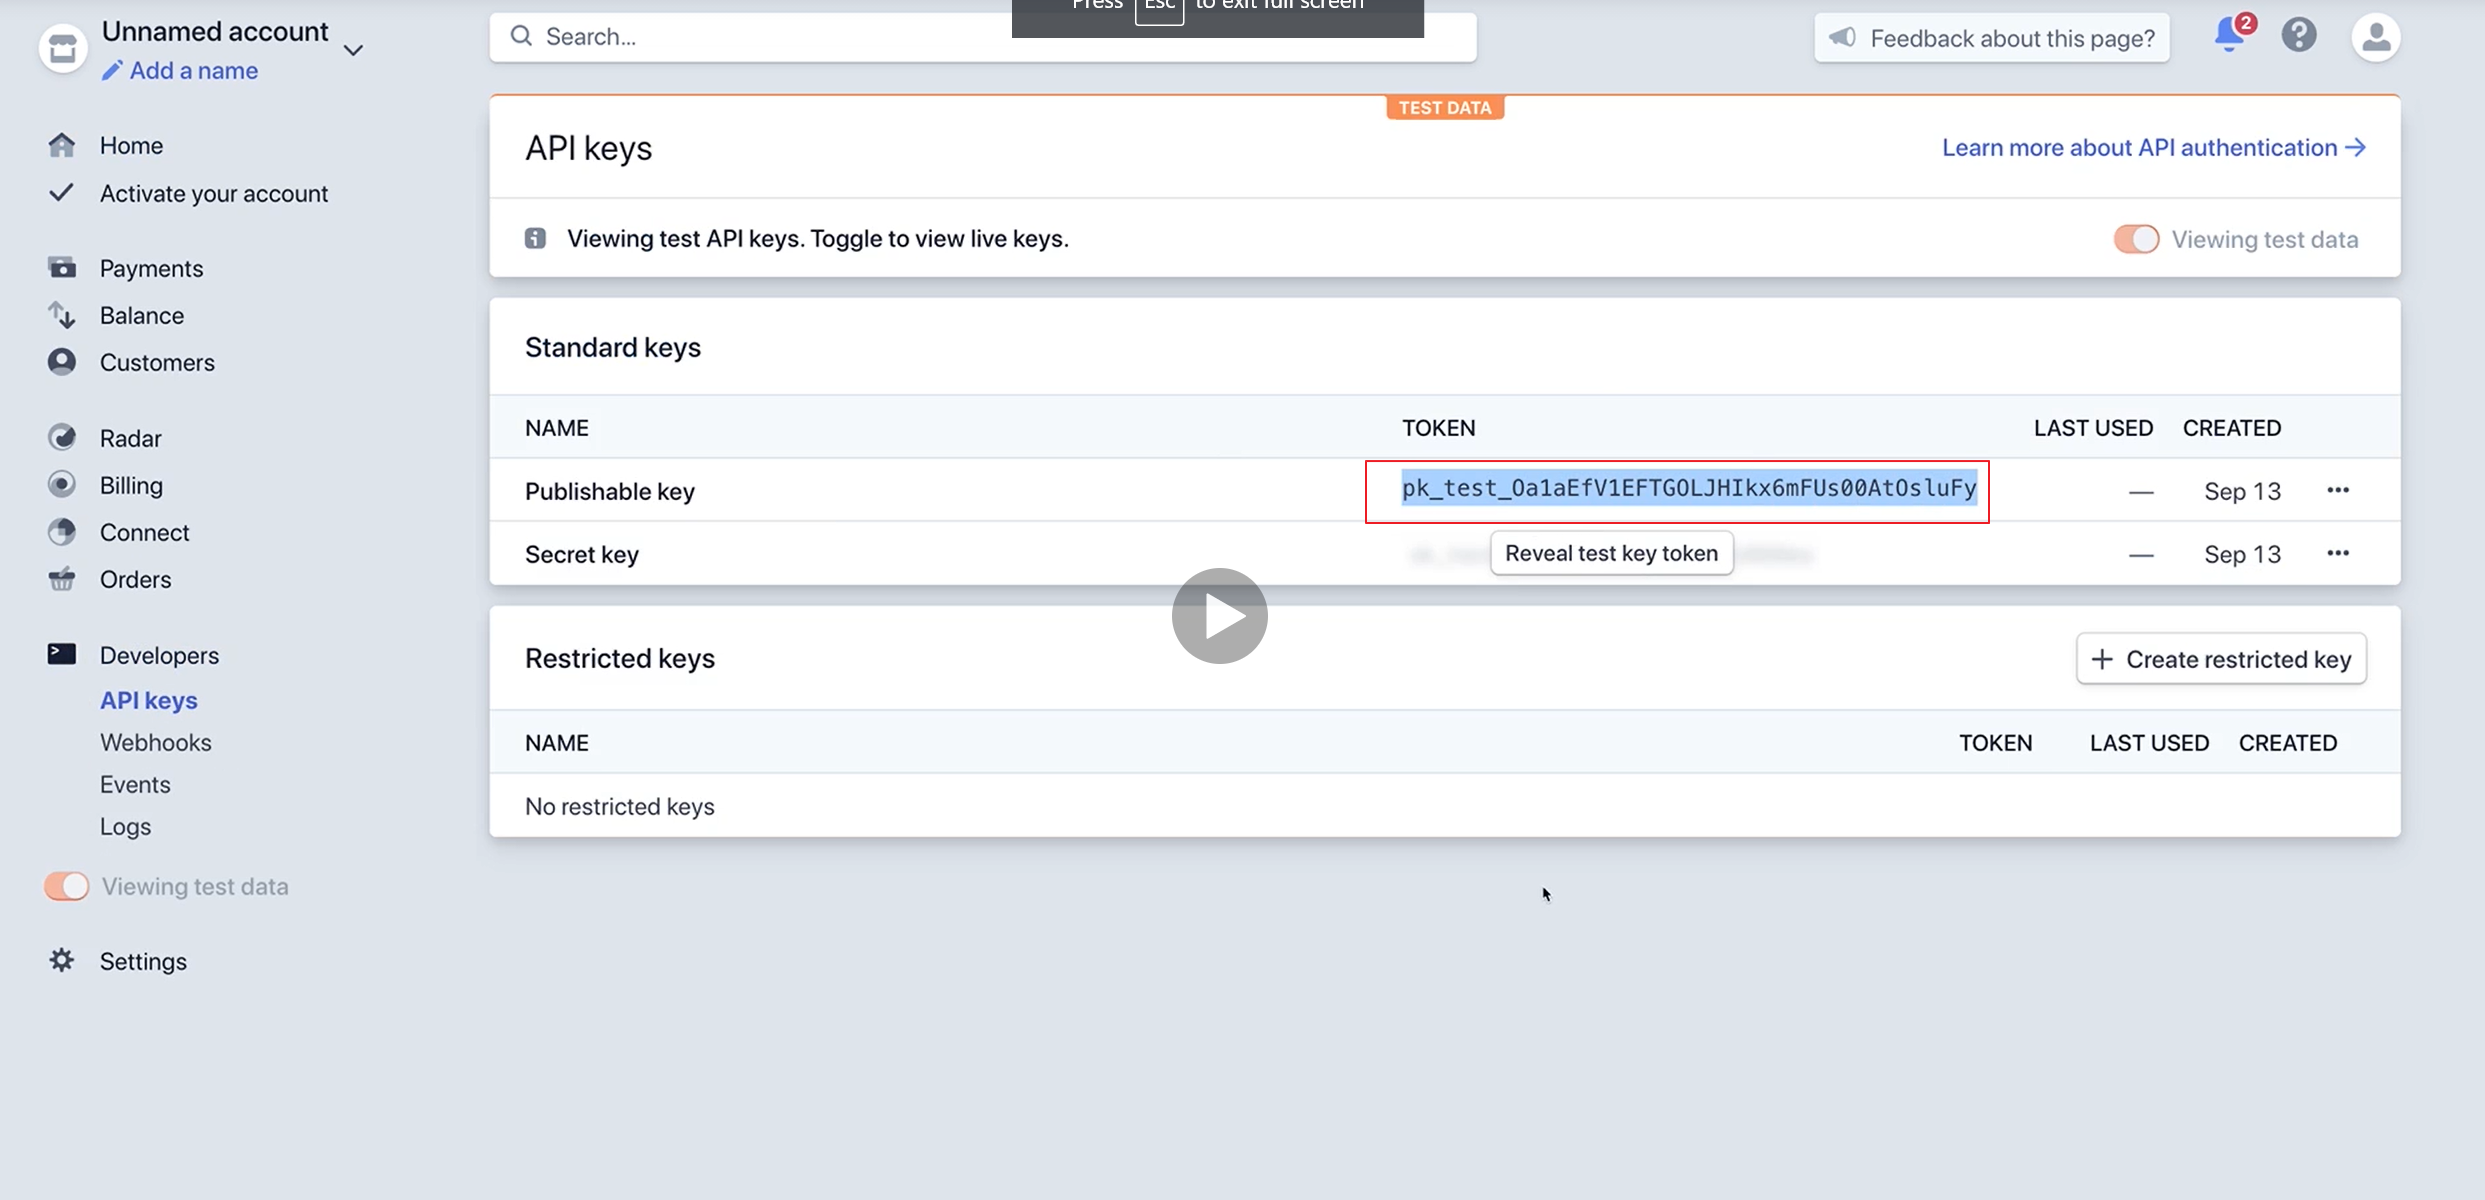 Press Esc to exit full screen
Unnamed account
Add a name
Search...
Feedback about this page?
2
Home
Activate your account
Payments
Balance
Customers
Radar
Billing
Connect
Orders
Developers
API keys
Webhooks
Events
Logs
Viewing test data
Settings
TEST DATA
API keys
Learn more about API authentication
Viewing test API keys. Toggle to view live keys.
Viewing test data
Standard keys
NAME TOKEN LAST USED CREATED
Publishable key pk_test_Oa1aEfV1EFTGOLJHIkx6mFUs00AtOsluFy — Sep 13
Secret key Reveal test key token — Sep 13
Restricted keys
+ Create restricted key
NAME TOKEN LAST USED CREATED
No restricted keys